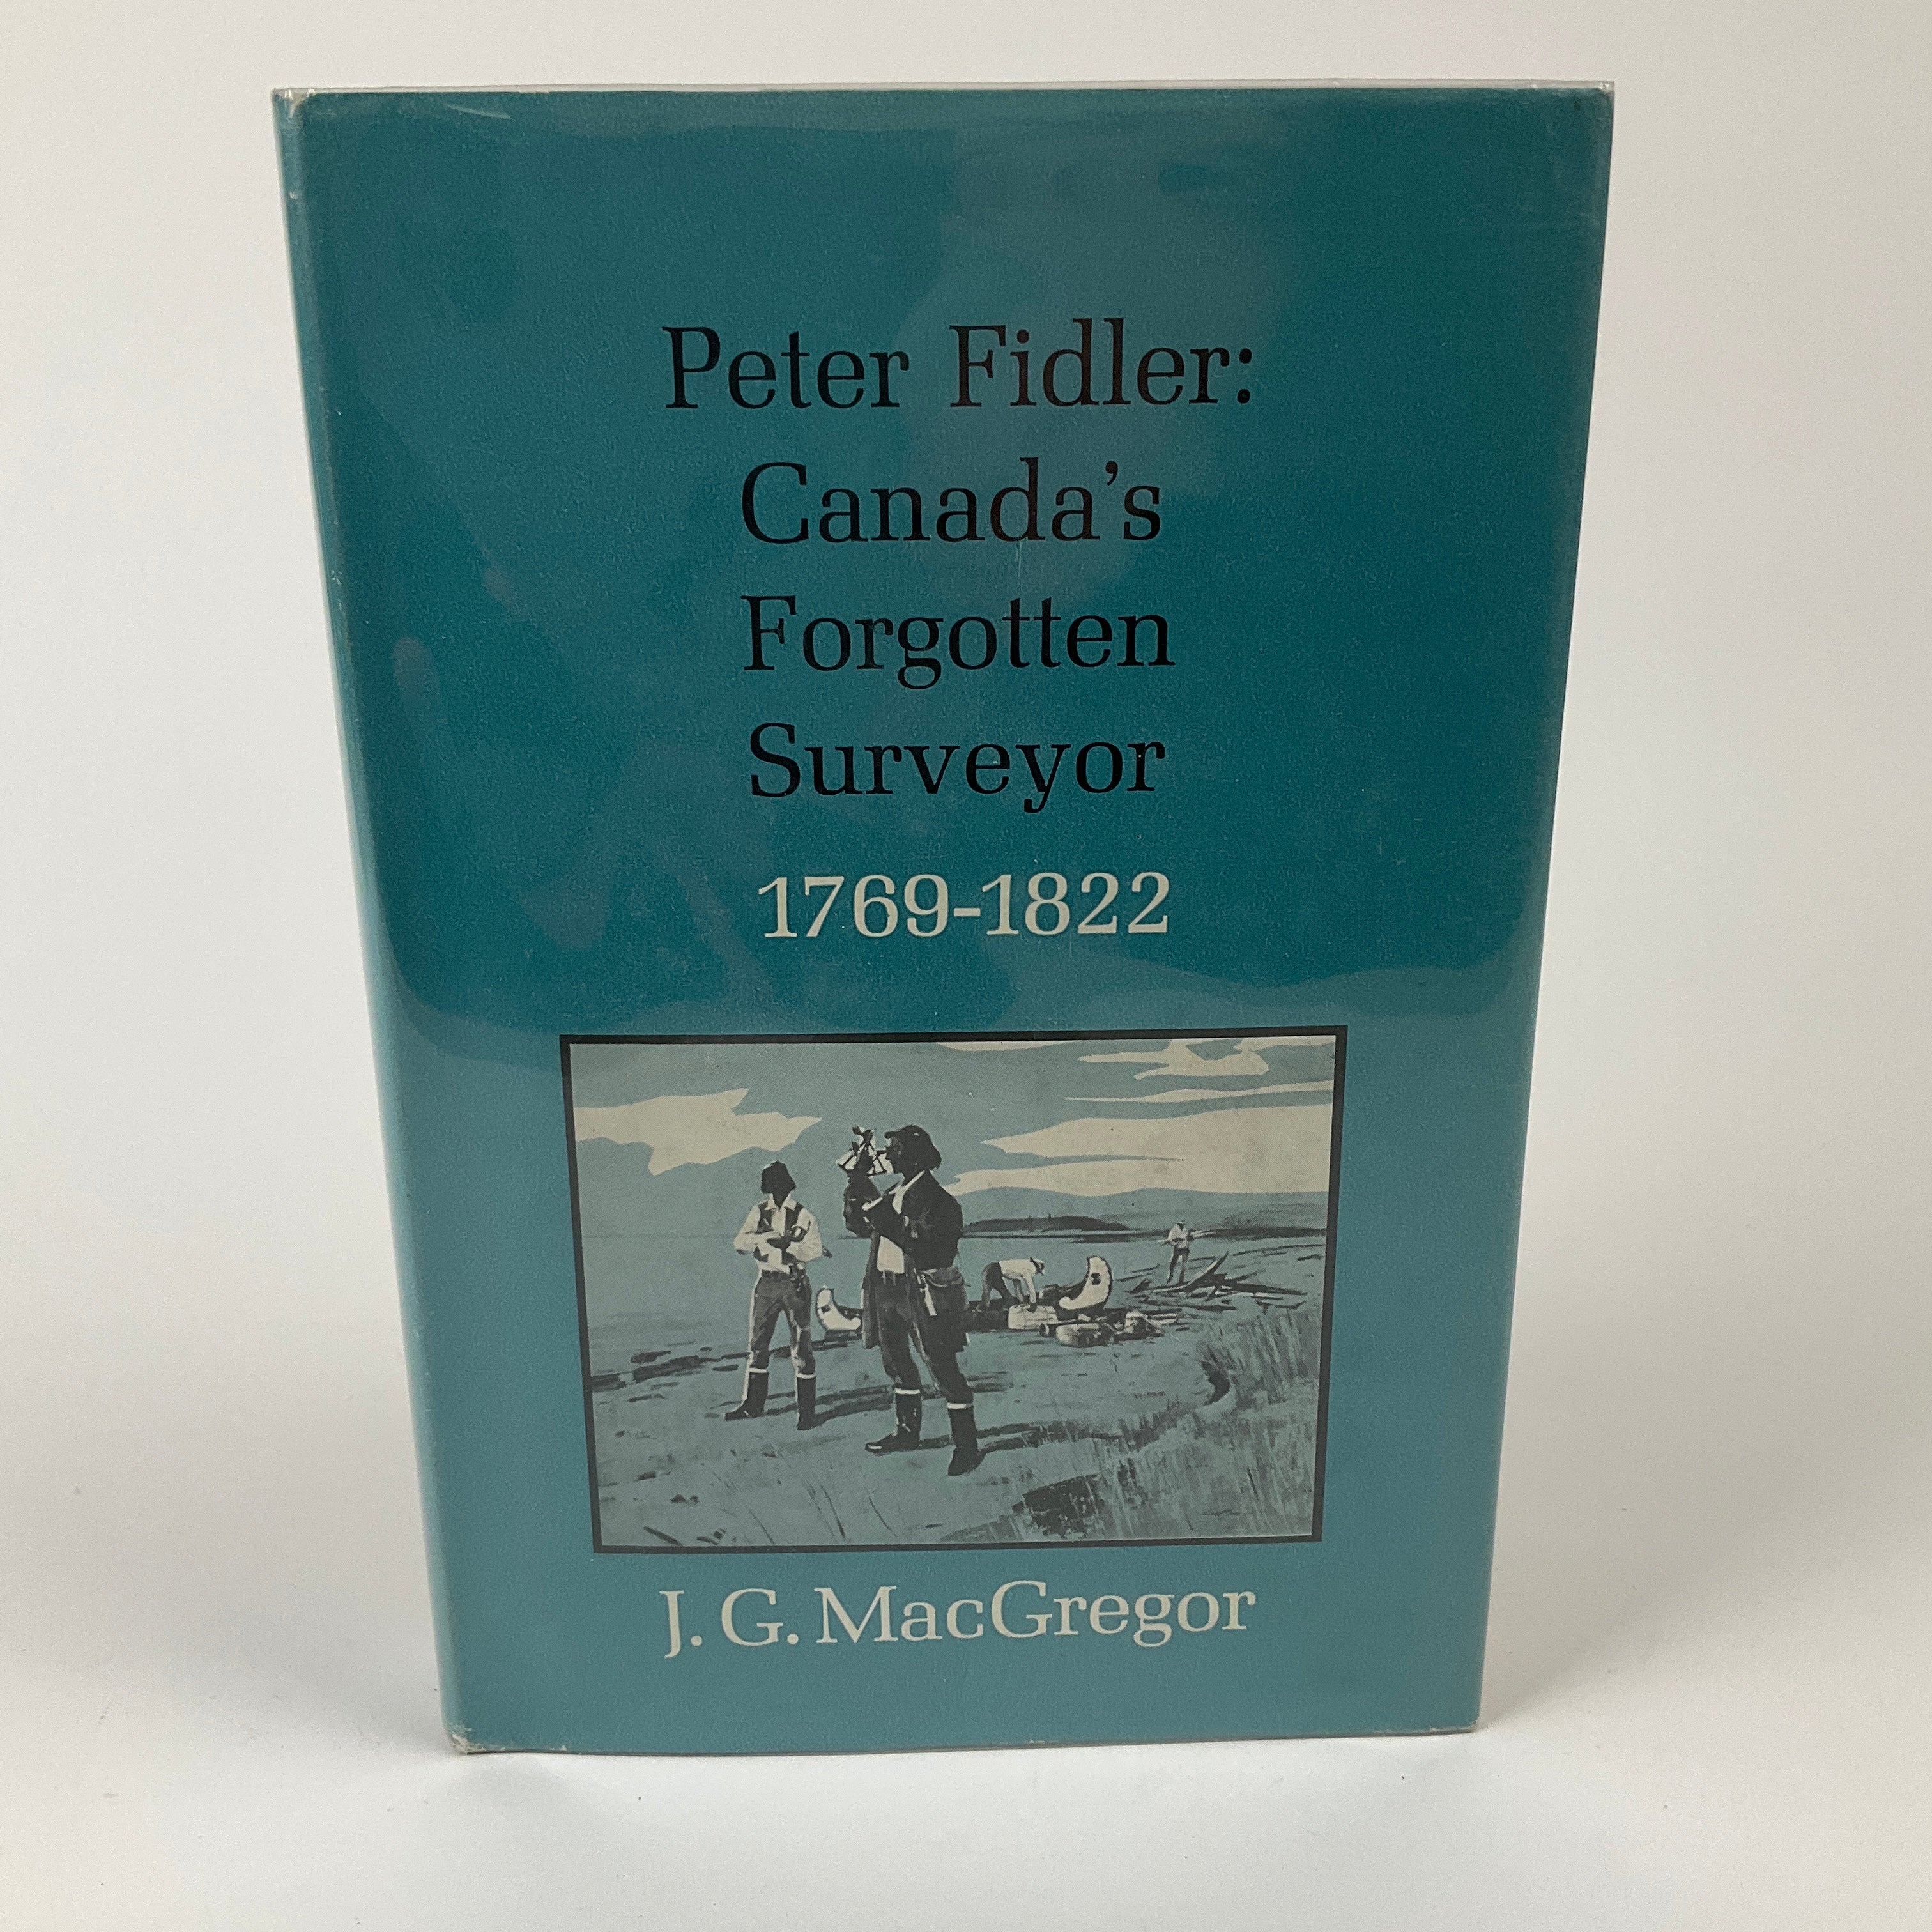 Peter Fidler:
Canada's
Forgotten
Surveyor
1769-1822
J. G. MacGregor